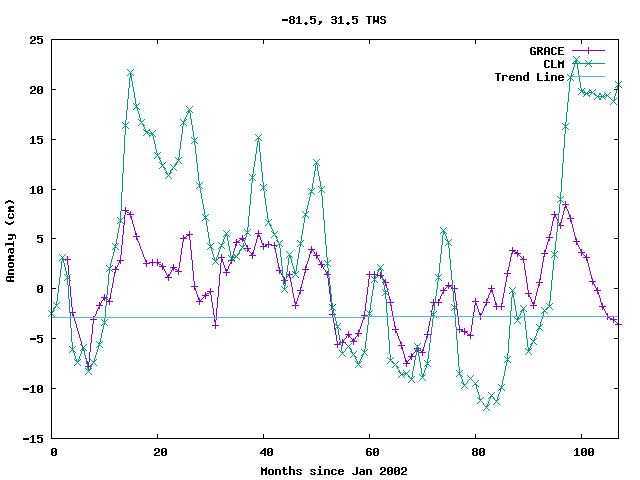 -81.5, 31.5 TWS
25
20
15
10
5
0
-5
-10
-15
Anomaly (cm)
GRACE
CLM
Trend Line
0 20 40 60 80 100
Months since Jan 2002